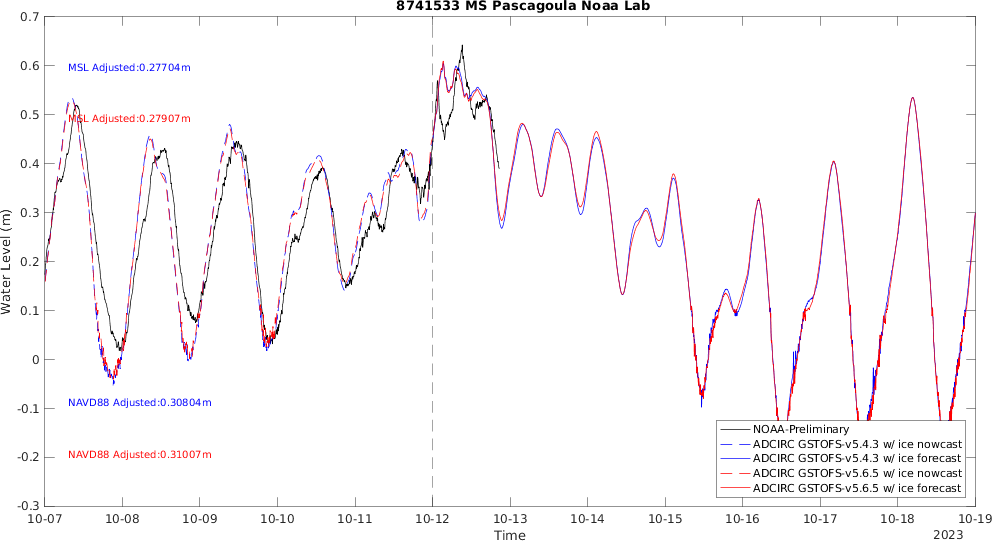 8741533 MS Pascagoula Noaa Lab
0.7
0.6
0.5
0.4
0.3
0.2
0.1
0
-0.1
-0.2
-0.3
Water Level (m)
MSL Adjusted:0.27704m
MSL Adjusted:0.27907m
NAVD88 Adjusted:0.30804m
NAVD88 Adjusted:0.31007m
NOAA-Preliminary
ADCIRC GSTOFS-v5.4.3 w/ ice nowcast
ADCIRC GSTOFS-v5.4.3 w/ ice forecast
ADCIRC GSTOFS-v5.6.5 w/ ice nowcast
ADCIRC GSTOFS-v5.6.5 w/ ice forecast
10-07 10-08 10-09 10-10 10-11 10-12 10-13 10-14 10-15 10-16 10-17 10-18 10-19
Time
2023